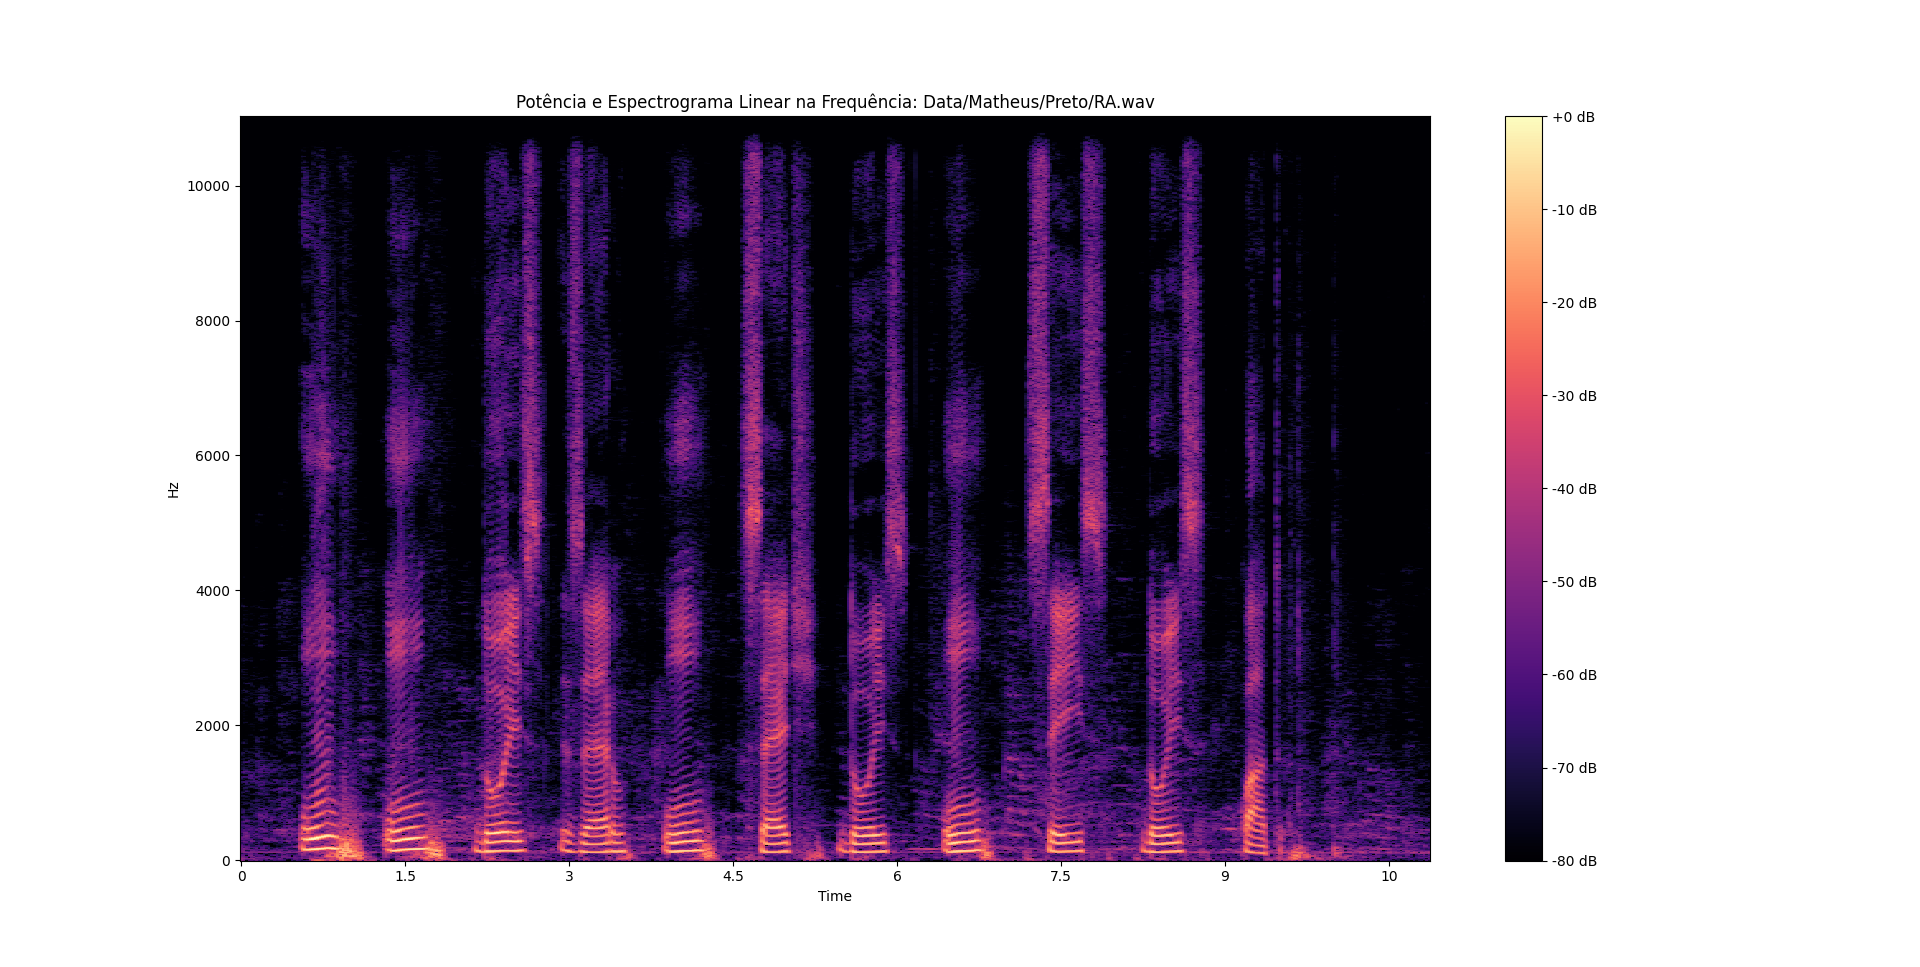 Potência e Espectrograma Linear na Frequência: Data/Matheus/Preto/RA.wav
Hz
10000
8000
6000
4000
2000
0
0 1.5 3 4.5 6 7.5 9 10
Time
+0 dB
-10 dB
-20 dB
-30 dB
-40 dB
-50 dB
-60 dB
-70 dB
-80 dB